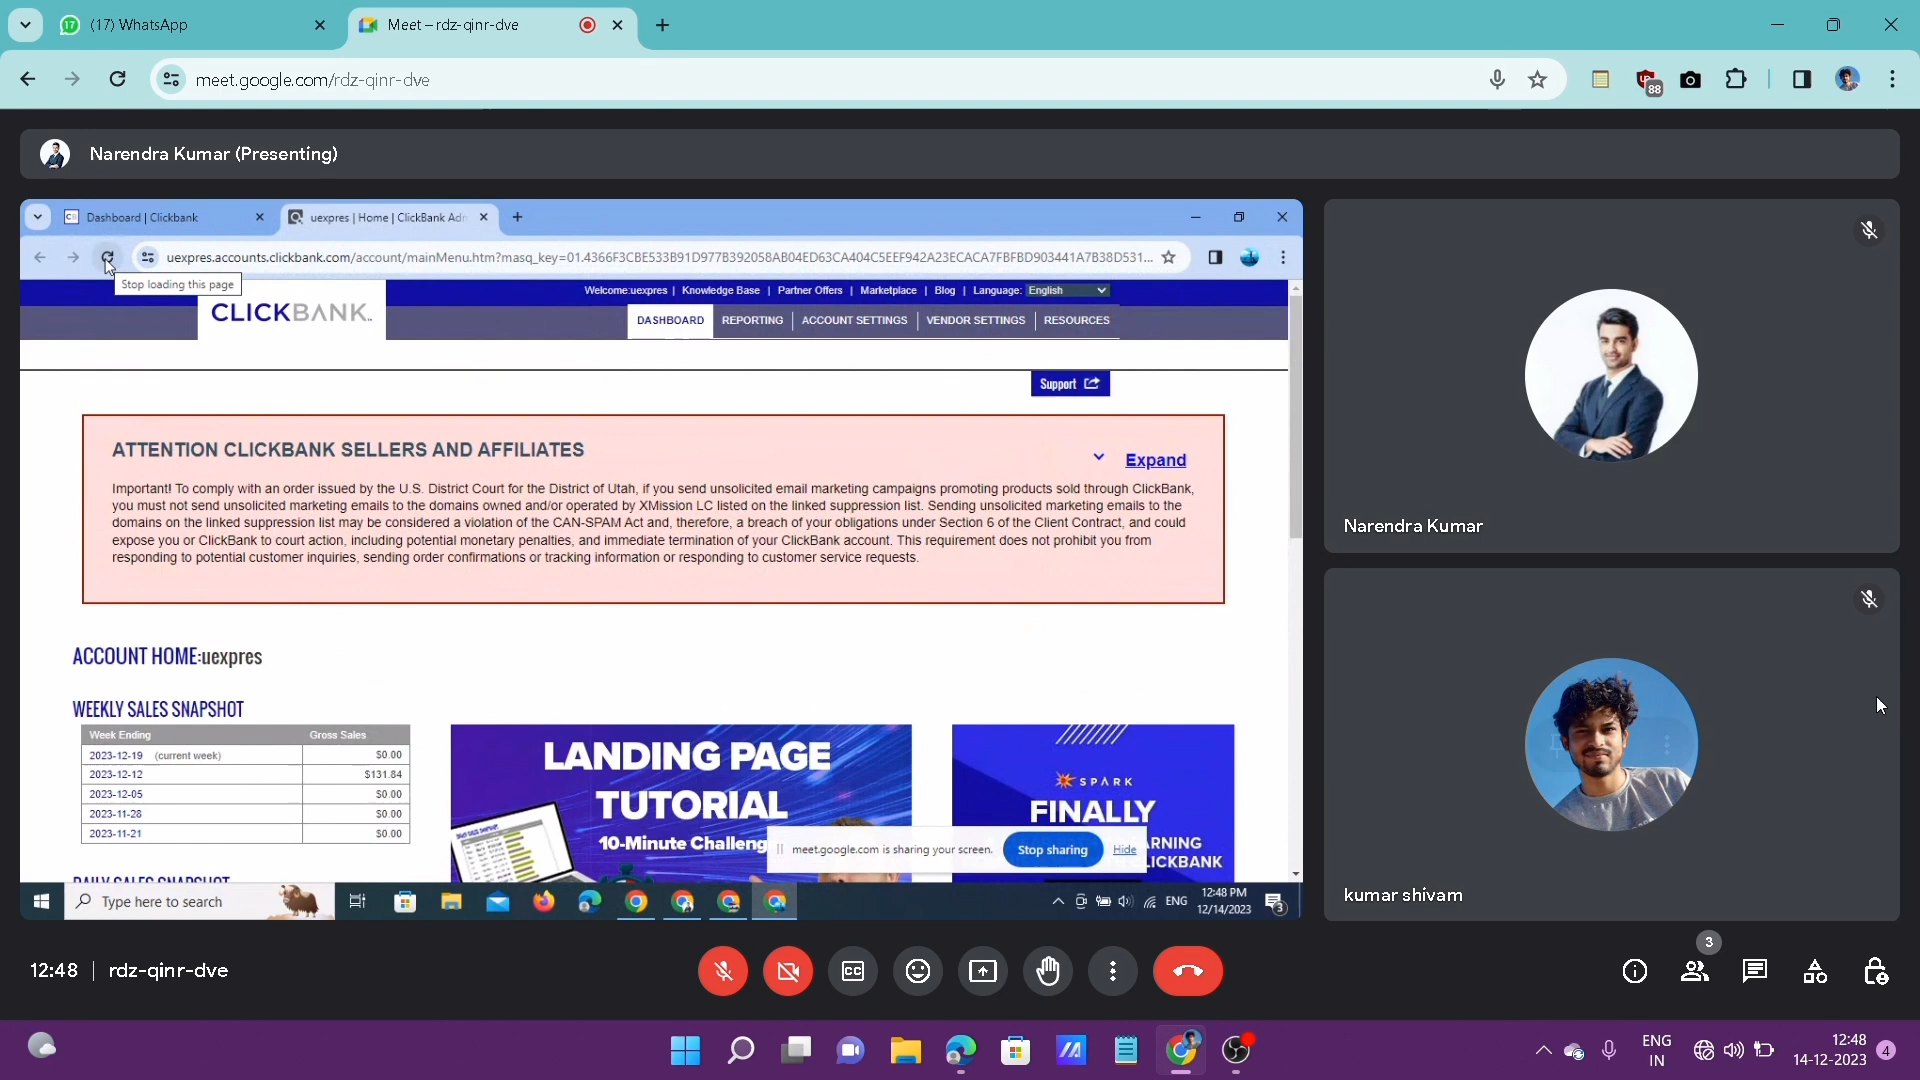 (17) WhatsApp
Meet – rdz-qinr-dve
meet.google.com/rdz-qinr-dve
88
Narendra Kumar (Presenting)
Dashboard | Clickbank
uexpres | Home | ClickBank Adn
uexpres.accounts.clickbank.com/account/mainMenu.htm?masq_key=01.4366F3CBE533B91D977B392058AB04ED63CA404C5EEF942A23ECACA7FBFBD903441A7B38D531...
Stop loading this page
Welcome:uexpres | Knowledge Base | Partner Offers | Marketplace | Blog | Language: English
CLICKBANK.
DASHBOARD REPORTING ACCOUNT SETTINGS VENDOR SETTINGS RESOURCES
Support
ATTENTION CLICKBANK SELLERS AND AFFILIATES
Expand
Important! To comply with an order issued by the U.S. District Court for the District of Utah, if you send unsolicited email marketing campaigns promoting products sold through ClickBank,
you must not send unsolicited marketing emails to the domains owned and/or operated by XMission LC listed on the linked suppression list. Sending unsolicited marketing emails to the
domains on the linked suppression list may be considered a violation of the CAN-SPAM Act and, therefore, a breach of your obligations under Section 6 of the Client Contract, and could
expose you or ClickBank to court action, including potential monetary penalties, and immediate termination of your ClickBank account. This requirement does not prohibit you from
responding to potential customer inquiries, sending order confirmations or tracking information or responding to customer service requests.
ACCOUNT HOME:uexpres
WEEKLY SALES SNAPSHOT
Week Ending Gross Sales
2023-12-19 (current week) $0.00
2023-12-12 $131.84
2023-12-05 $0.00
2023-11-28 $0.00
2023-11-21 $0.00
DAILY SALES SNAPSHOT
LANDING PAGE
TUTORIAL
10-Minute Challeng
SPARK
FINALLY
ARNING
CLICKBANK
meet.google.com is sharing your screen.
Stop sharing
Hide
Type here to search
ENG
12:48 PM
12/14/2023
3
Narendra Kumar
kumar shivam
12:48 | rdz-qinr-dve
CC
3
ENG
IN
12:48
14-12-2023
4